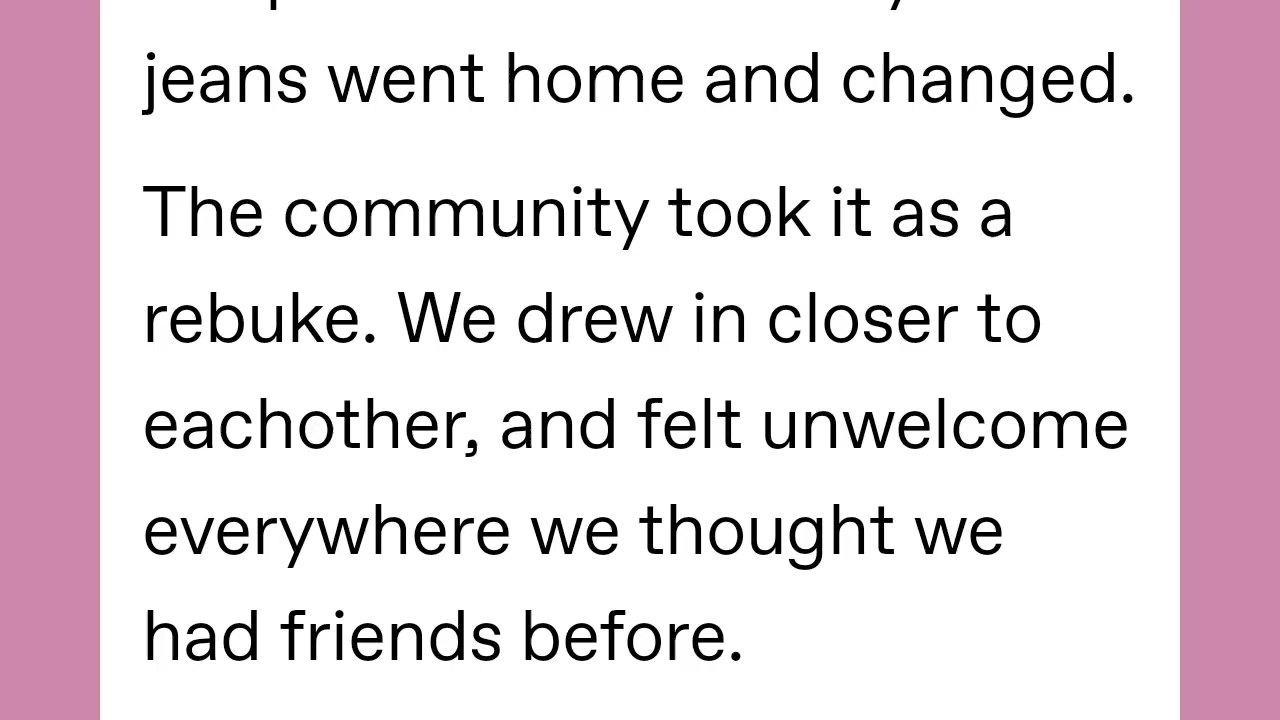 jeans went home and changed.
The community took it as a
rebuke. We drew in closer to
eachother, and felt unwelcome
everywhere we thought we
had friends before.